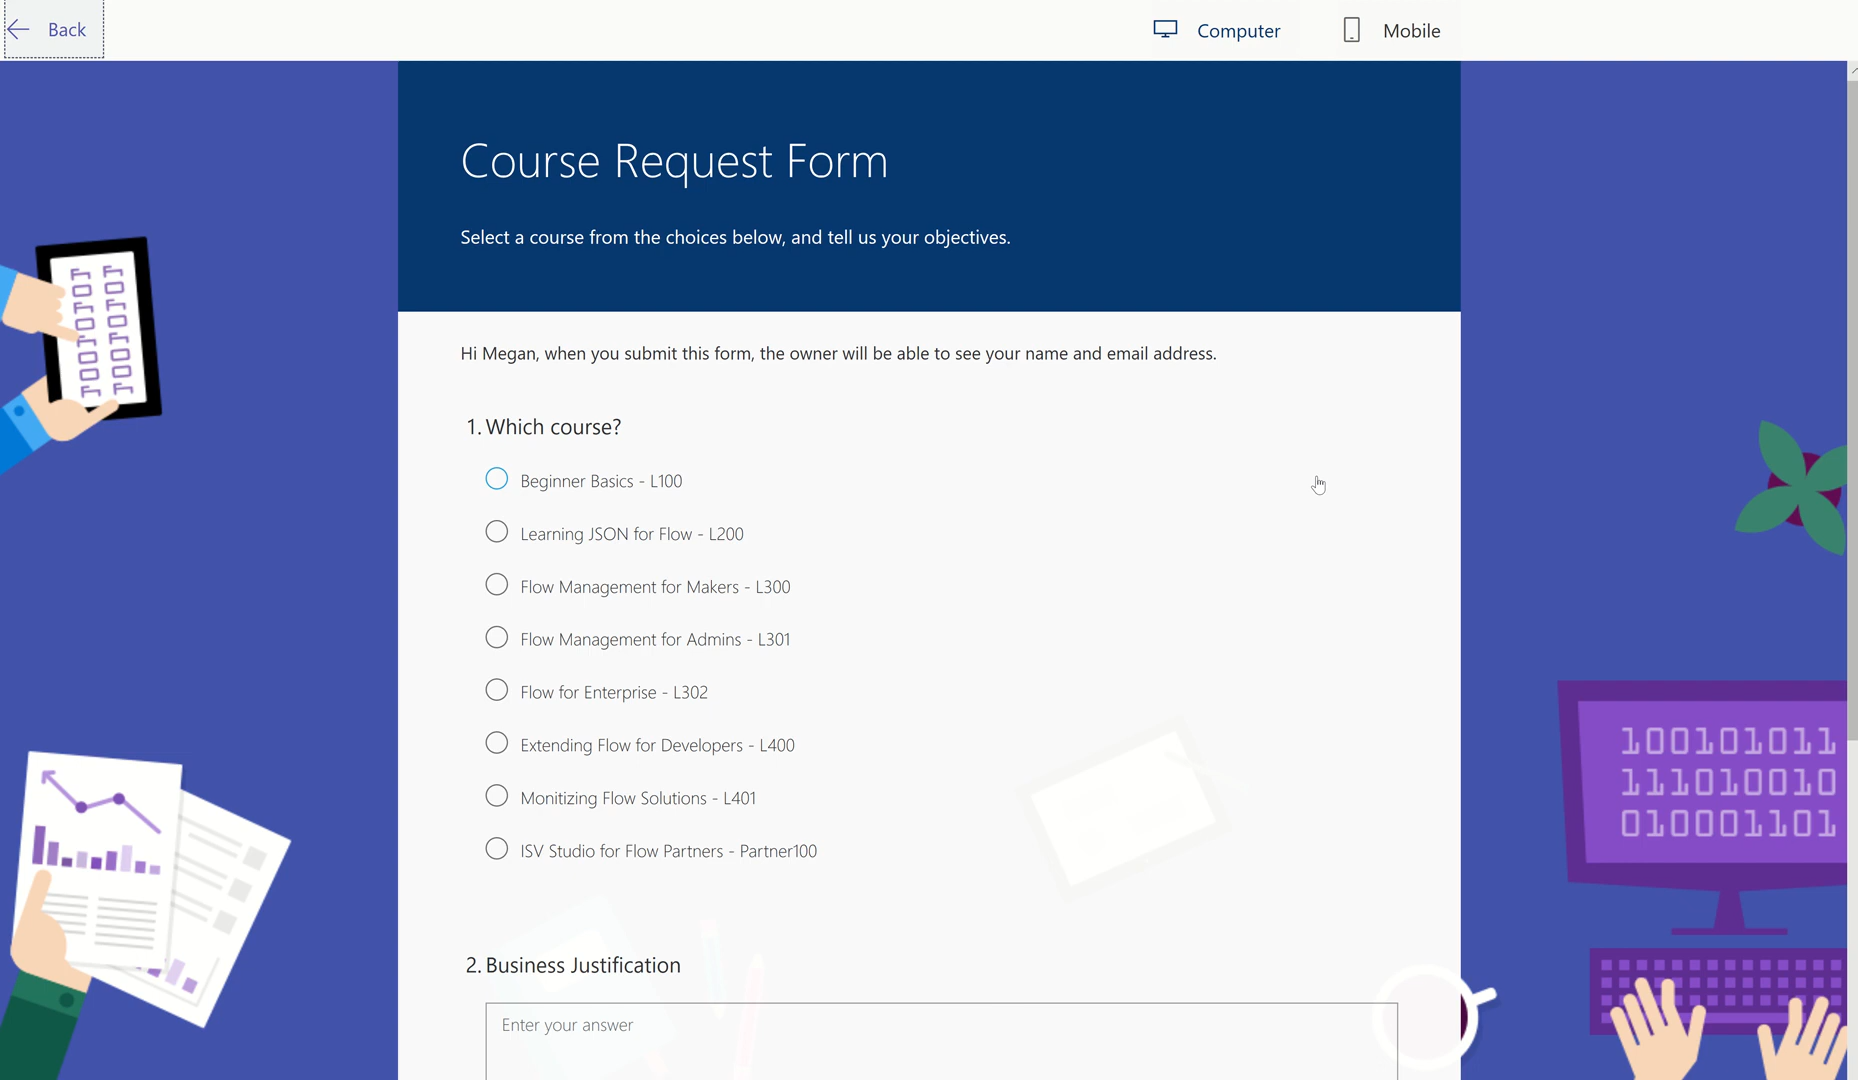 Back
Computer
Mobile
Course Request Form
Select a course from the choices below, and tell us your objectives.
Hi Megan, when you submit this form, the owner will be able to see your name and email address.
1. Which course?
Beginner Basics - L100
Learning JSON for Flow - L200
Flow Management for Makers - L300
Flow Management for Admins - L301
Flow for Enterprise - L302
Extending Flow for Developers - L400
Monitizing Flow Solutions - L401
ISV Studio for Flow Partners - Partner100
100101011
111010010
010001101
2. Business Justification
Enter your answer